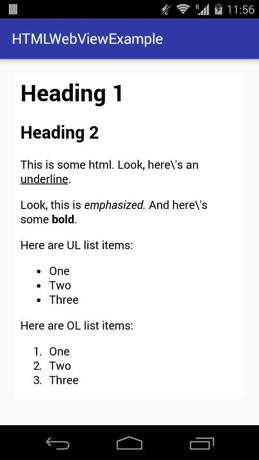 11:56
HTMLWebViewExample
Heading 1
Heading 2
This is some html. Look, here\'s an
underline.
Look, this is emphasized. And here\'s
some bold.
Here are UL list items:
• One
• Two
• Three
Here are OL list items:
1. One
2. Two
3. Three